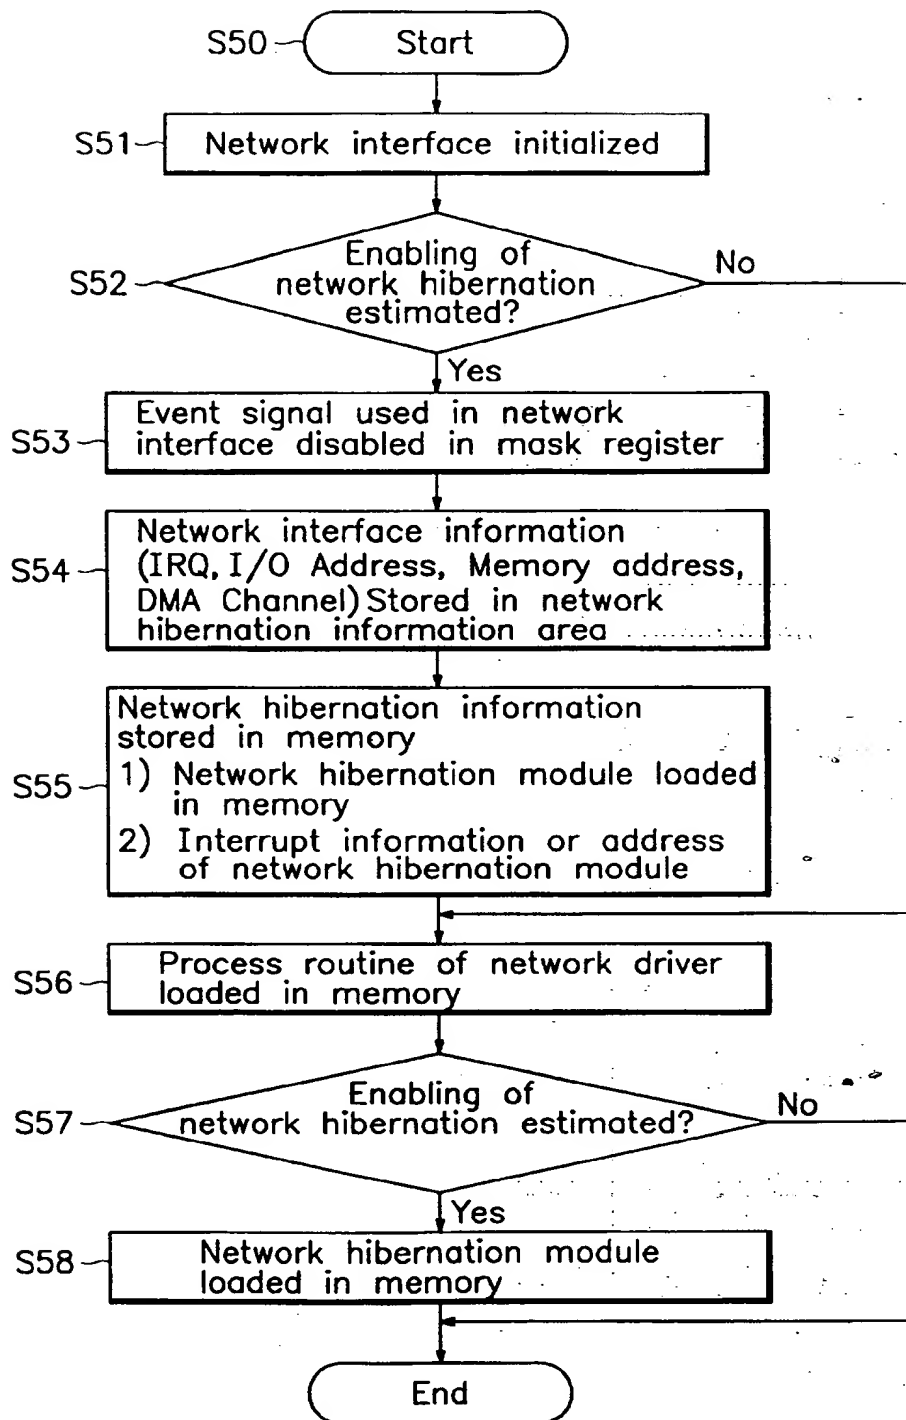 S50
Start
S51
Network interface initialized
Enabling of
S52
network hibernation
estimated?
No
Yes
Event signal used in network
S53
interface disabled in mask register
Network interface information
S54
(IRQ, I/O Address, Memory address,
DMA Channel) Stored in network
hibernation information area
Network hibernation information
stored in memory
S55
1) Network hibernation module loaded
in memory
2) Interrupt information or address
of network hibernation module
S56
Process routine of network driver
loaded in memory
Enabling of
S57
network hibernation estimated?
No
Yes
S58
Network hibernation module
loaded in memory
End